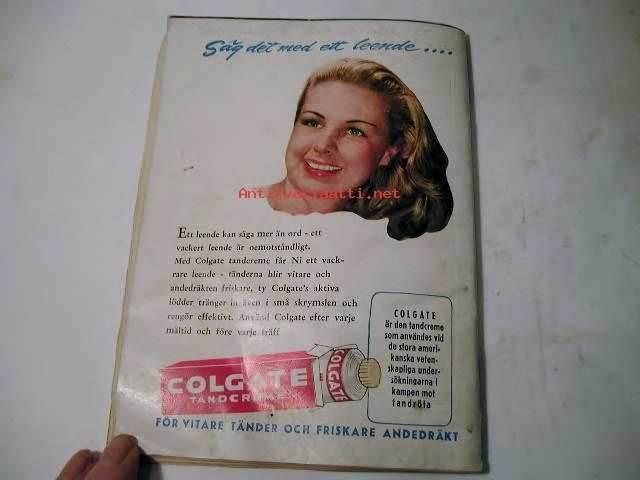 Säg det med ett leende....
Antikvariaatti.net
Ett leende kan säga mer än ord - ett
vackert leende är oemotståndligt.
Med Colgate tandcreme får Ni ett vack-
rare leende - tänderna blir vitare och
andedräkten friskare, ty Colgate's aktiva
lödder tränger in även i små skrymslen och
rengör effektivt. Använd Colgate efter varje
måltid och före varje träff
COLGATE
är den tandcreme
som användes vid
de stora ameri-
kanska veten-
skapliga under-
sökningarna i
kampen mot
tandröta
COLGATE
TANDCREME
COLGATE
FÖR VITARE TÄNDER OCH FRISKARE ANDEDRÄKT